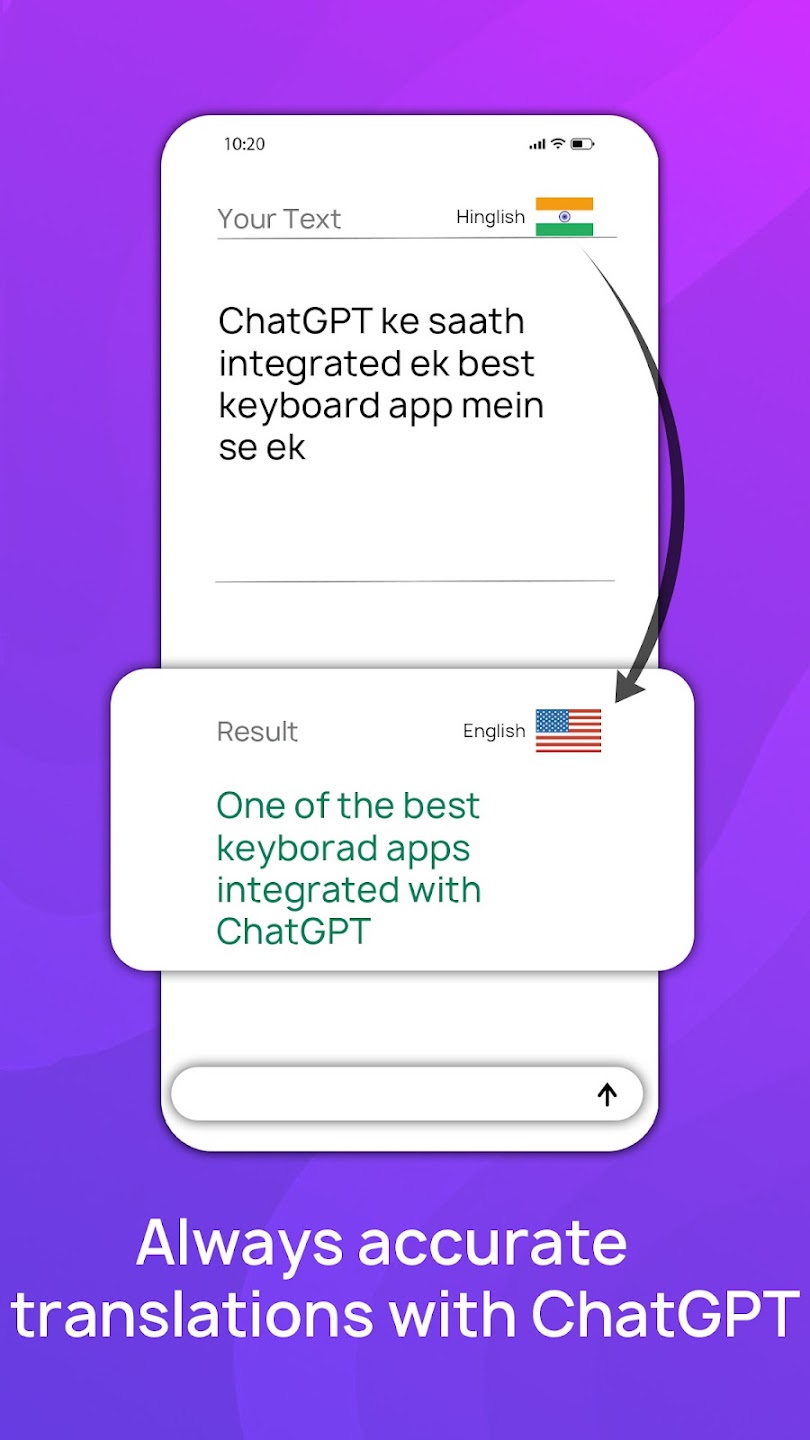 10:20
Your Text
Hinglish
ChatGPT ke saath
integrated ek best
keyboard app mein
se ek
Result
English
One of the best
keyborad apps
integrated with
ChatGPT
Always accurate
translations with ChatGPT